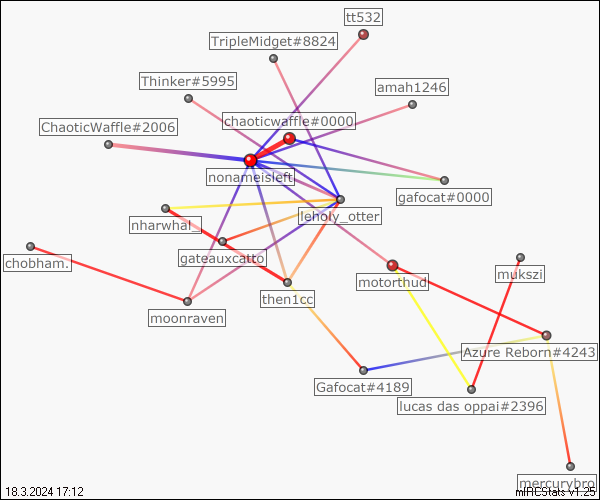 tt532
TripleMidget#8824
Thinker#5995
amah1246
chaoticwaffle#0000
ChaoticWaffle#2006
nonameisleft
gafocat#0000
leholy_otter
nharwhal_
gateauxcatto
chobham.
mukszi
motorthud
then1cc
moonraven
Azure Reborn#4243
Gafocat#4189
lucas das oppai#2396
mercurybro
18.3.2024 17:12
mIRCStats v1.25